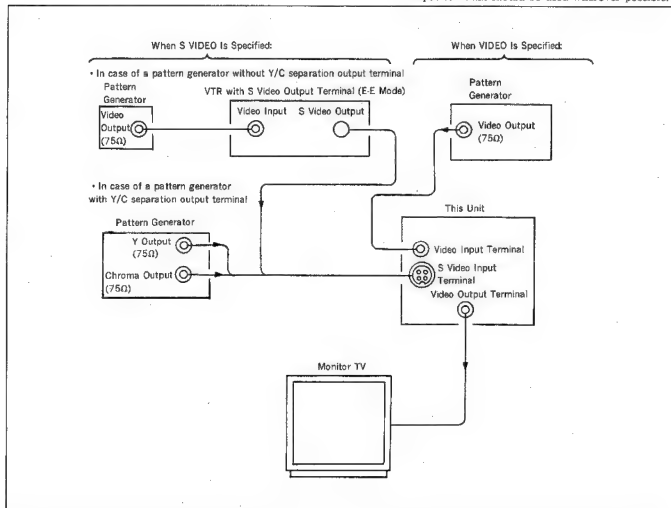 When S VIDEO Is Specified:
When VIDEO Is Specified:
• In case of a pattern generator without Y/C separation output terminal
Pattern
Generator
Video
Output
(75Ω)
VTR with S Video Output Terminal (E-E Mode)
Video Input
S Video Output
Pattern
Generator
Video Output
(75Ω)
• In case of a pattern generator
with Y/C separation output terminal
Pattern Generator
Y Output
(75Ω)
Chroma Output
(75Ω)
This Unit
Video Input Terminal
S Video Input
Terminal
Video Output Terminal
Monitor TV